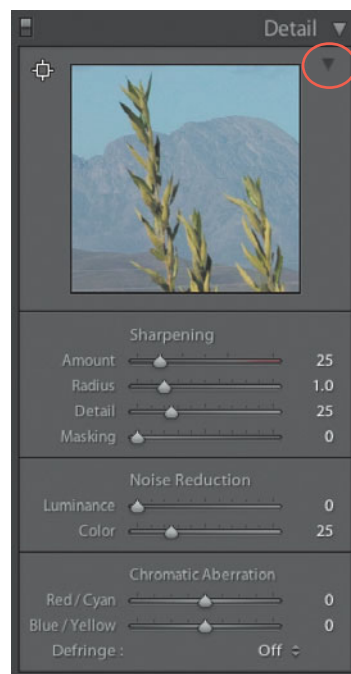 Detail
Sharpening
Amount 25
Radius 1.0
Detail 25
Masking 0
Noise Reduction
Luminance 0
Color 25
Chromatic Aberration
Red / Cyan 0
Blue / Yellow 0
Defringe : Off